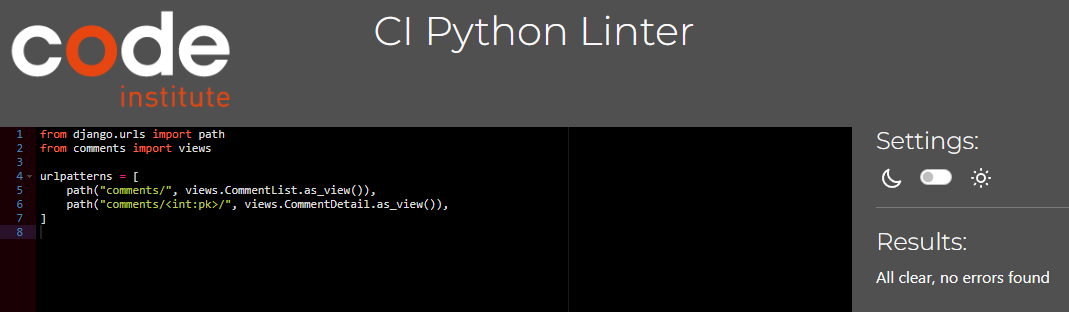 code
institute
CI Python Linter
1 from django.urls import path
2 from comments import views
3
4 urlpatterns = [
5     path("comments/", views.CommentList.as_view()),
6     path("comments/<int:pk>/", views.CommentDetail.as_view()),
7 ]
8
Settings:
Results:
All clear, no errors found